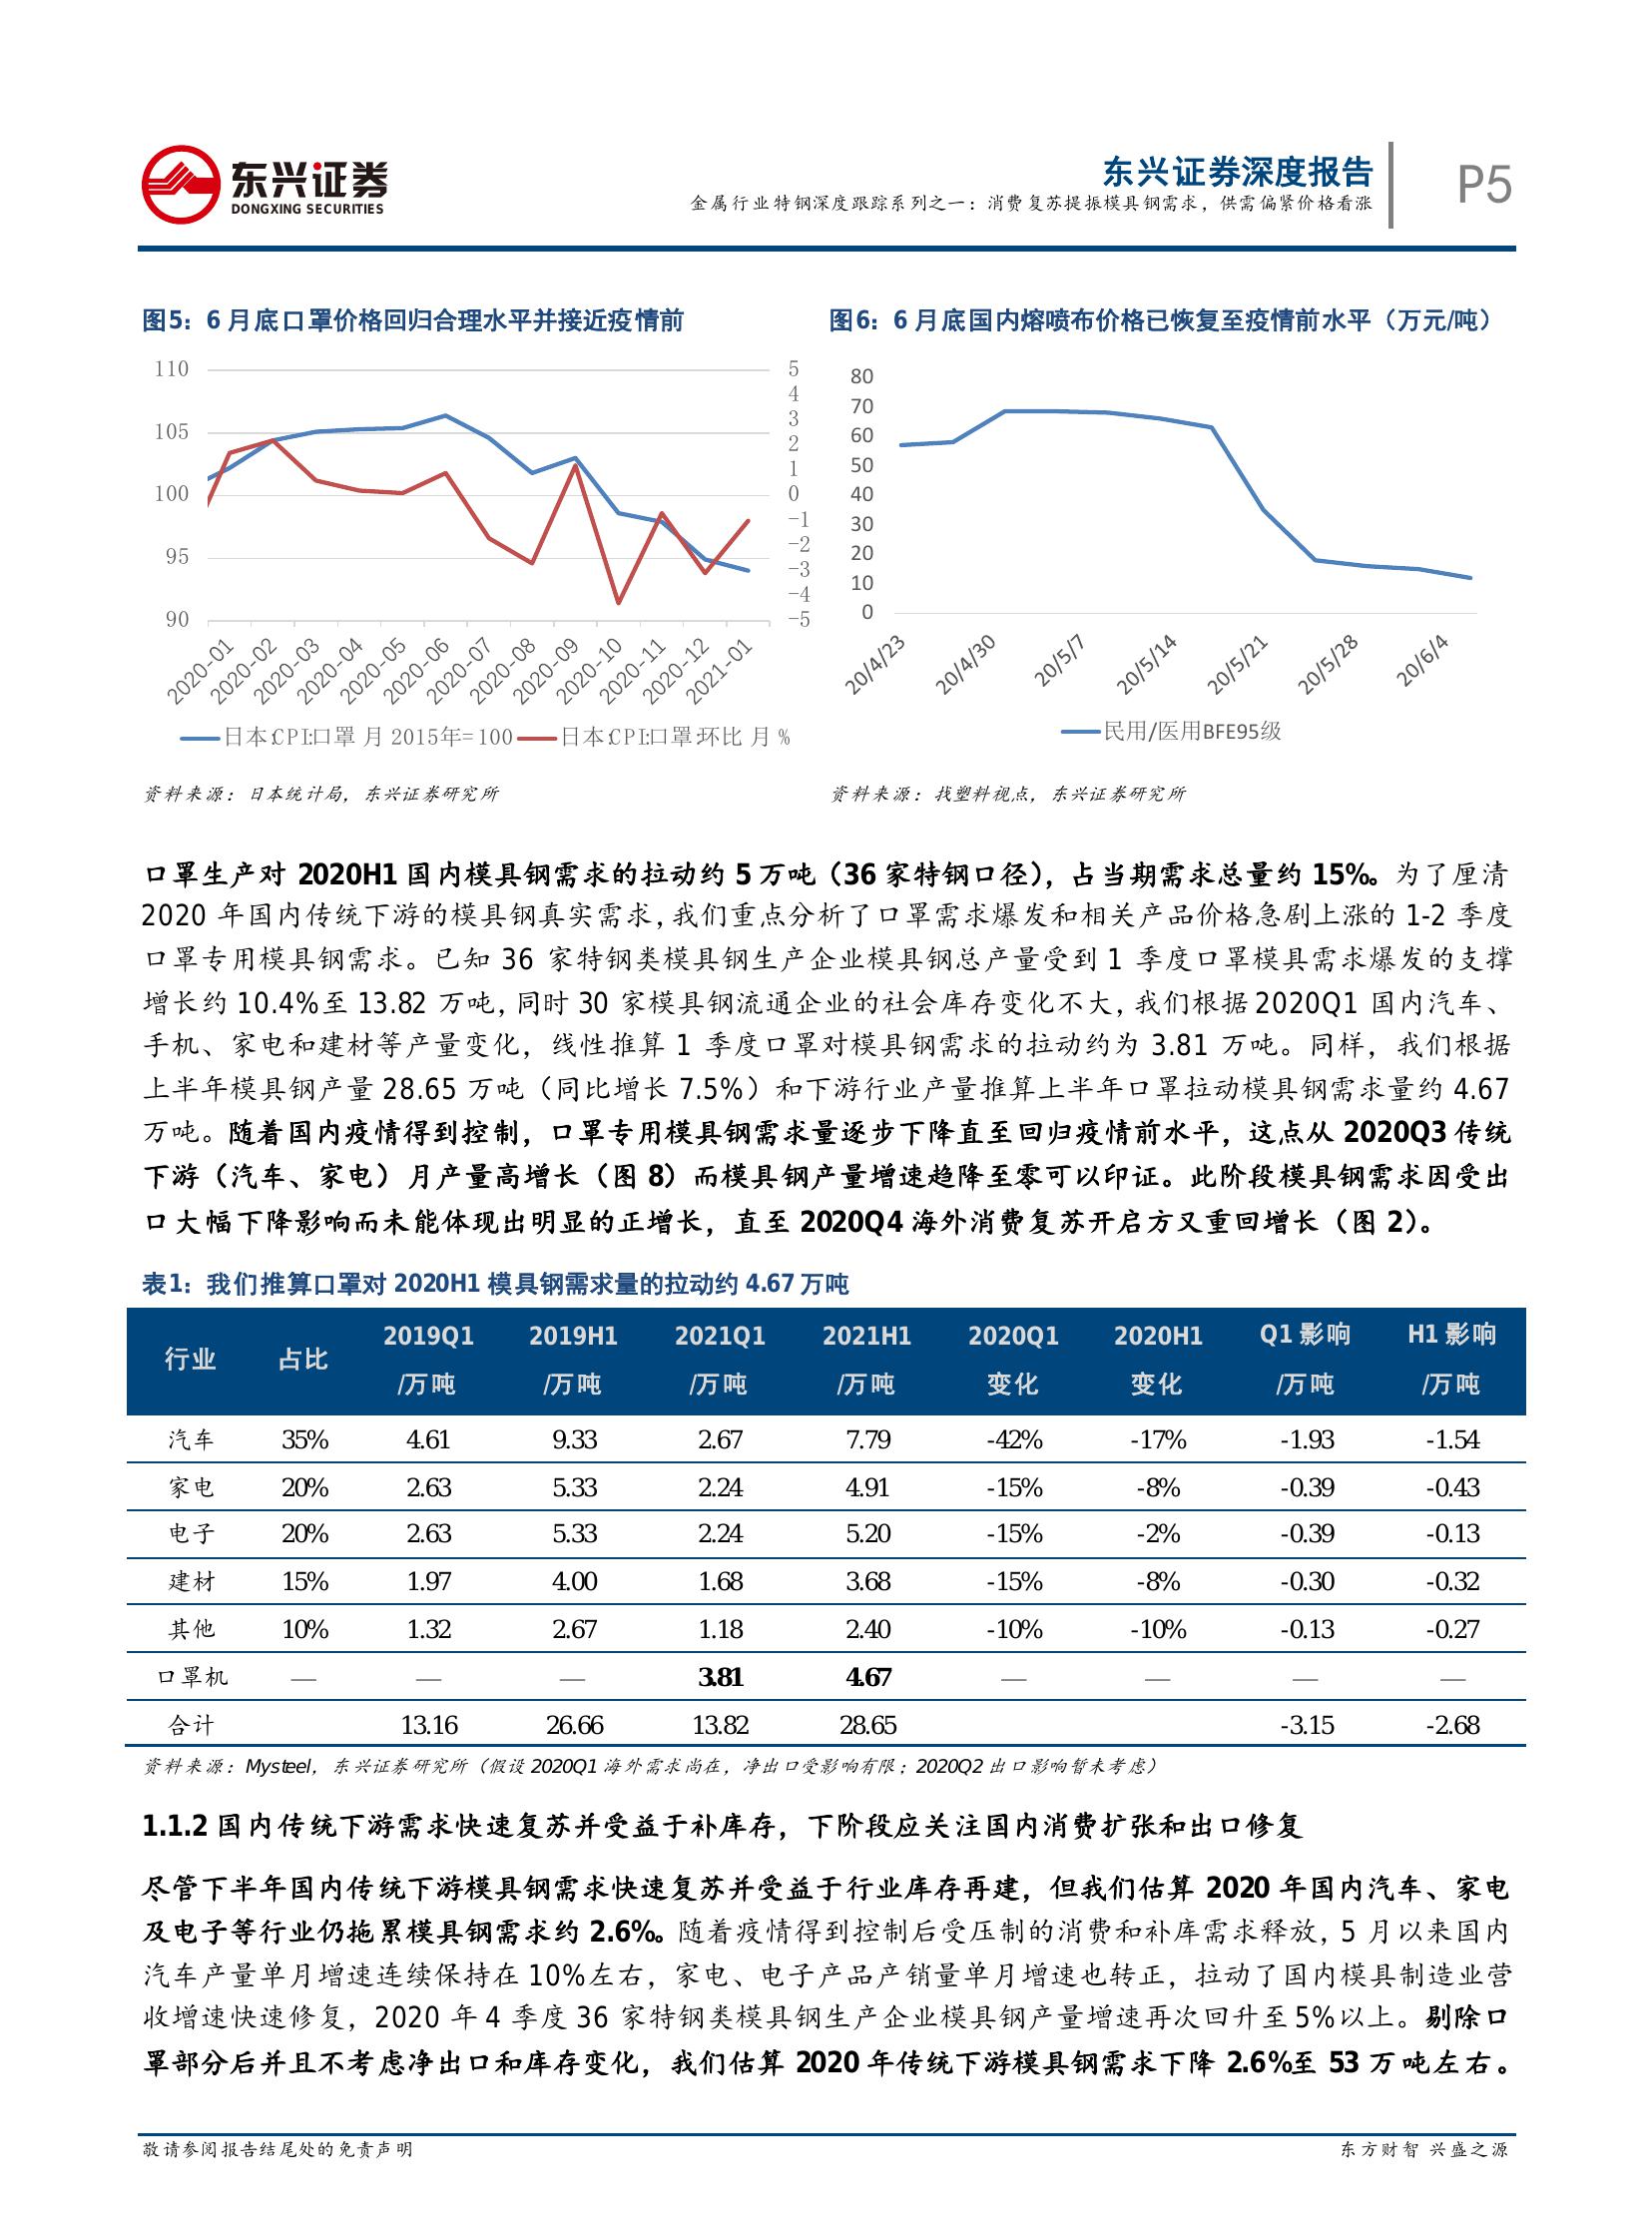 东兴证券
DONGXING SECURITIES
东兴证券深度报告
金属行业特钢深度跟踪系列之一：消费复苏提振模具钢需求，供需偏紧价格看涨
P5
图5：6 月底口罩价格回归合理水平并接近疫情前
110
105
100
95
90
5
4
3
2
1
0
−1
−2
−3
−4
−5
2020-01
2020-02
2020-03
2020-04
2020-05
2020-06
2020-07
2020-08
2020-09
2020-10
2020-11
2020-12
2021-01
日本:CPI:口罩 月 2015年=100
日本:CPI:口罩:环比 月 %
资料来源：日本统计局，东兴证券研究所
图6：6 月底国内熔喷布价格已恢复至疫情前水平（万元/吨）
80
70
60
50
40
30
20
10
0
20/4/23
20/4/30
20/5/7
20/5/14
20/5/21
20/5/28
20/6/4
民用/医用BFE95级
资料来源：找塑料视点，东兴证券研究所
口罩生产对 2020H1 国内模具钢需求的拉动约 5 万吨（36 家特钢口径），占当期需求总量约 15%。为了厘清
2020 年国内传统下游的模具钢真实需求，我们重点分析了口罩需求爆发和相关产品价格急剧上涨的 1-2 季度
口罩专用模具钢需求。已知 36 家特钢类模具钢生产企业模具钢总产量受到 1 季度口罩模具需求爆发的支撑
增长约 10.4%至 13.82 万吨，同时 30 家模具钢流通企业的社会库存变化不大，我们根据 2020Q1 国内汽车、
手机、家电和建材等产量变化，线性推算 1 季度口罩对模具钢需求的拉动约为 3.81 万吨。同样，我们根据
上半年模具钢产量 28.65 万吨（同比增长 7.5%）和下游行业产量推算上半年口罩拉动模具钢需求量约 4.67
万吨。随着国内疫情得到控制，口罩专用模具钢需求量逐步下降直至回归疫情前水平，这点从 2020Q3 传统
下游（汽车、家电）月产量高增长（图 8）而模具钢产量增速趋降至零可以印证。此阶段模具钢需求因受出
口大幅下降影响而未能体现出明显的正增长，直至 2020Q4 海外消费复苏开启方又重回增长（图 2）。
表1：我们推算口罩对 2020H1 模具钢需求量的拉动约 4.67 万吨
行业 占比 2019Q1 /万吨 2019H1 /万吨 2021Q1 /万吨 2021H1 /万吨 2020Q1 变化 2020H1 变化 Q1 影响 /万吨 H1 影响 /万吨
汽车 35% 4.61 9.33 2.67 7.79 -42% -17% -1.93 -1.54
家电 20% 2.63 5.33 2.24 4.91 -15% -8% -0.39 -0.43
电子 20% 2.63 5.33 2.24 5.20 -15% -2% -0.39 -0.13
建材 15% 1.97 4.00 1.68 3.68 -15% -8% -0.30 -0.32
其他 10% 1.32 2.67 1.18 2.40 -10% -10% -0.13 -0.27
口罩机 — — — 3.81 4.67 — — — —
合计 13.16 26.66 13.82 28.65 -3.15 -2.68
资料来源：Mysteel，东兴证券研究所（假设 2020Q1 海外需求尚在，净出口受影响有限；2020Q2 出口影响暂未考虑）
1.1.2 国内传统下游需求快速复苏并受益于补库存，下阶段应关注国内消费扩张和出口修复
尽管下半年国内传统下游模具钢需求快速复苏并受益于行业库存再建，但我们估算 2020 年国内汽车、家电
及电子等行业仍拖累模具钢需求约 2.6%。随着疫情得到控制后受压制的消费和补库需求释放，5 月以来国内
汽车产量单月增速连续保持在 10%左右，家电、电子产品产销量单月增速也转正，拉动了国内模具制造业营
收增速快速修复，2020 年 4 季度 36 家特钢类模具钢生产企业模具钢产量增速再次回升至 5%以上。剔除口
罩部分后并且不考虑净出口和库存变化，我们估算 2020 年传统下游模具钢需求下降 2.6%至 53 万吨左右。
敬请参阅报告结尾处的免责声明
东方财智 兴盛之源